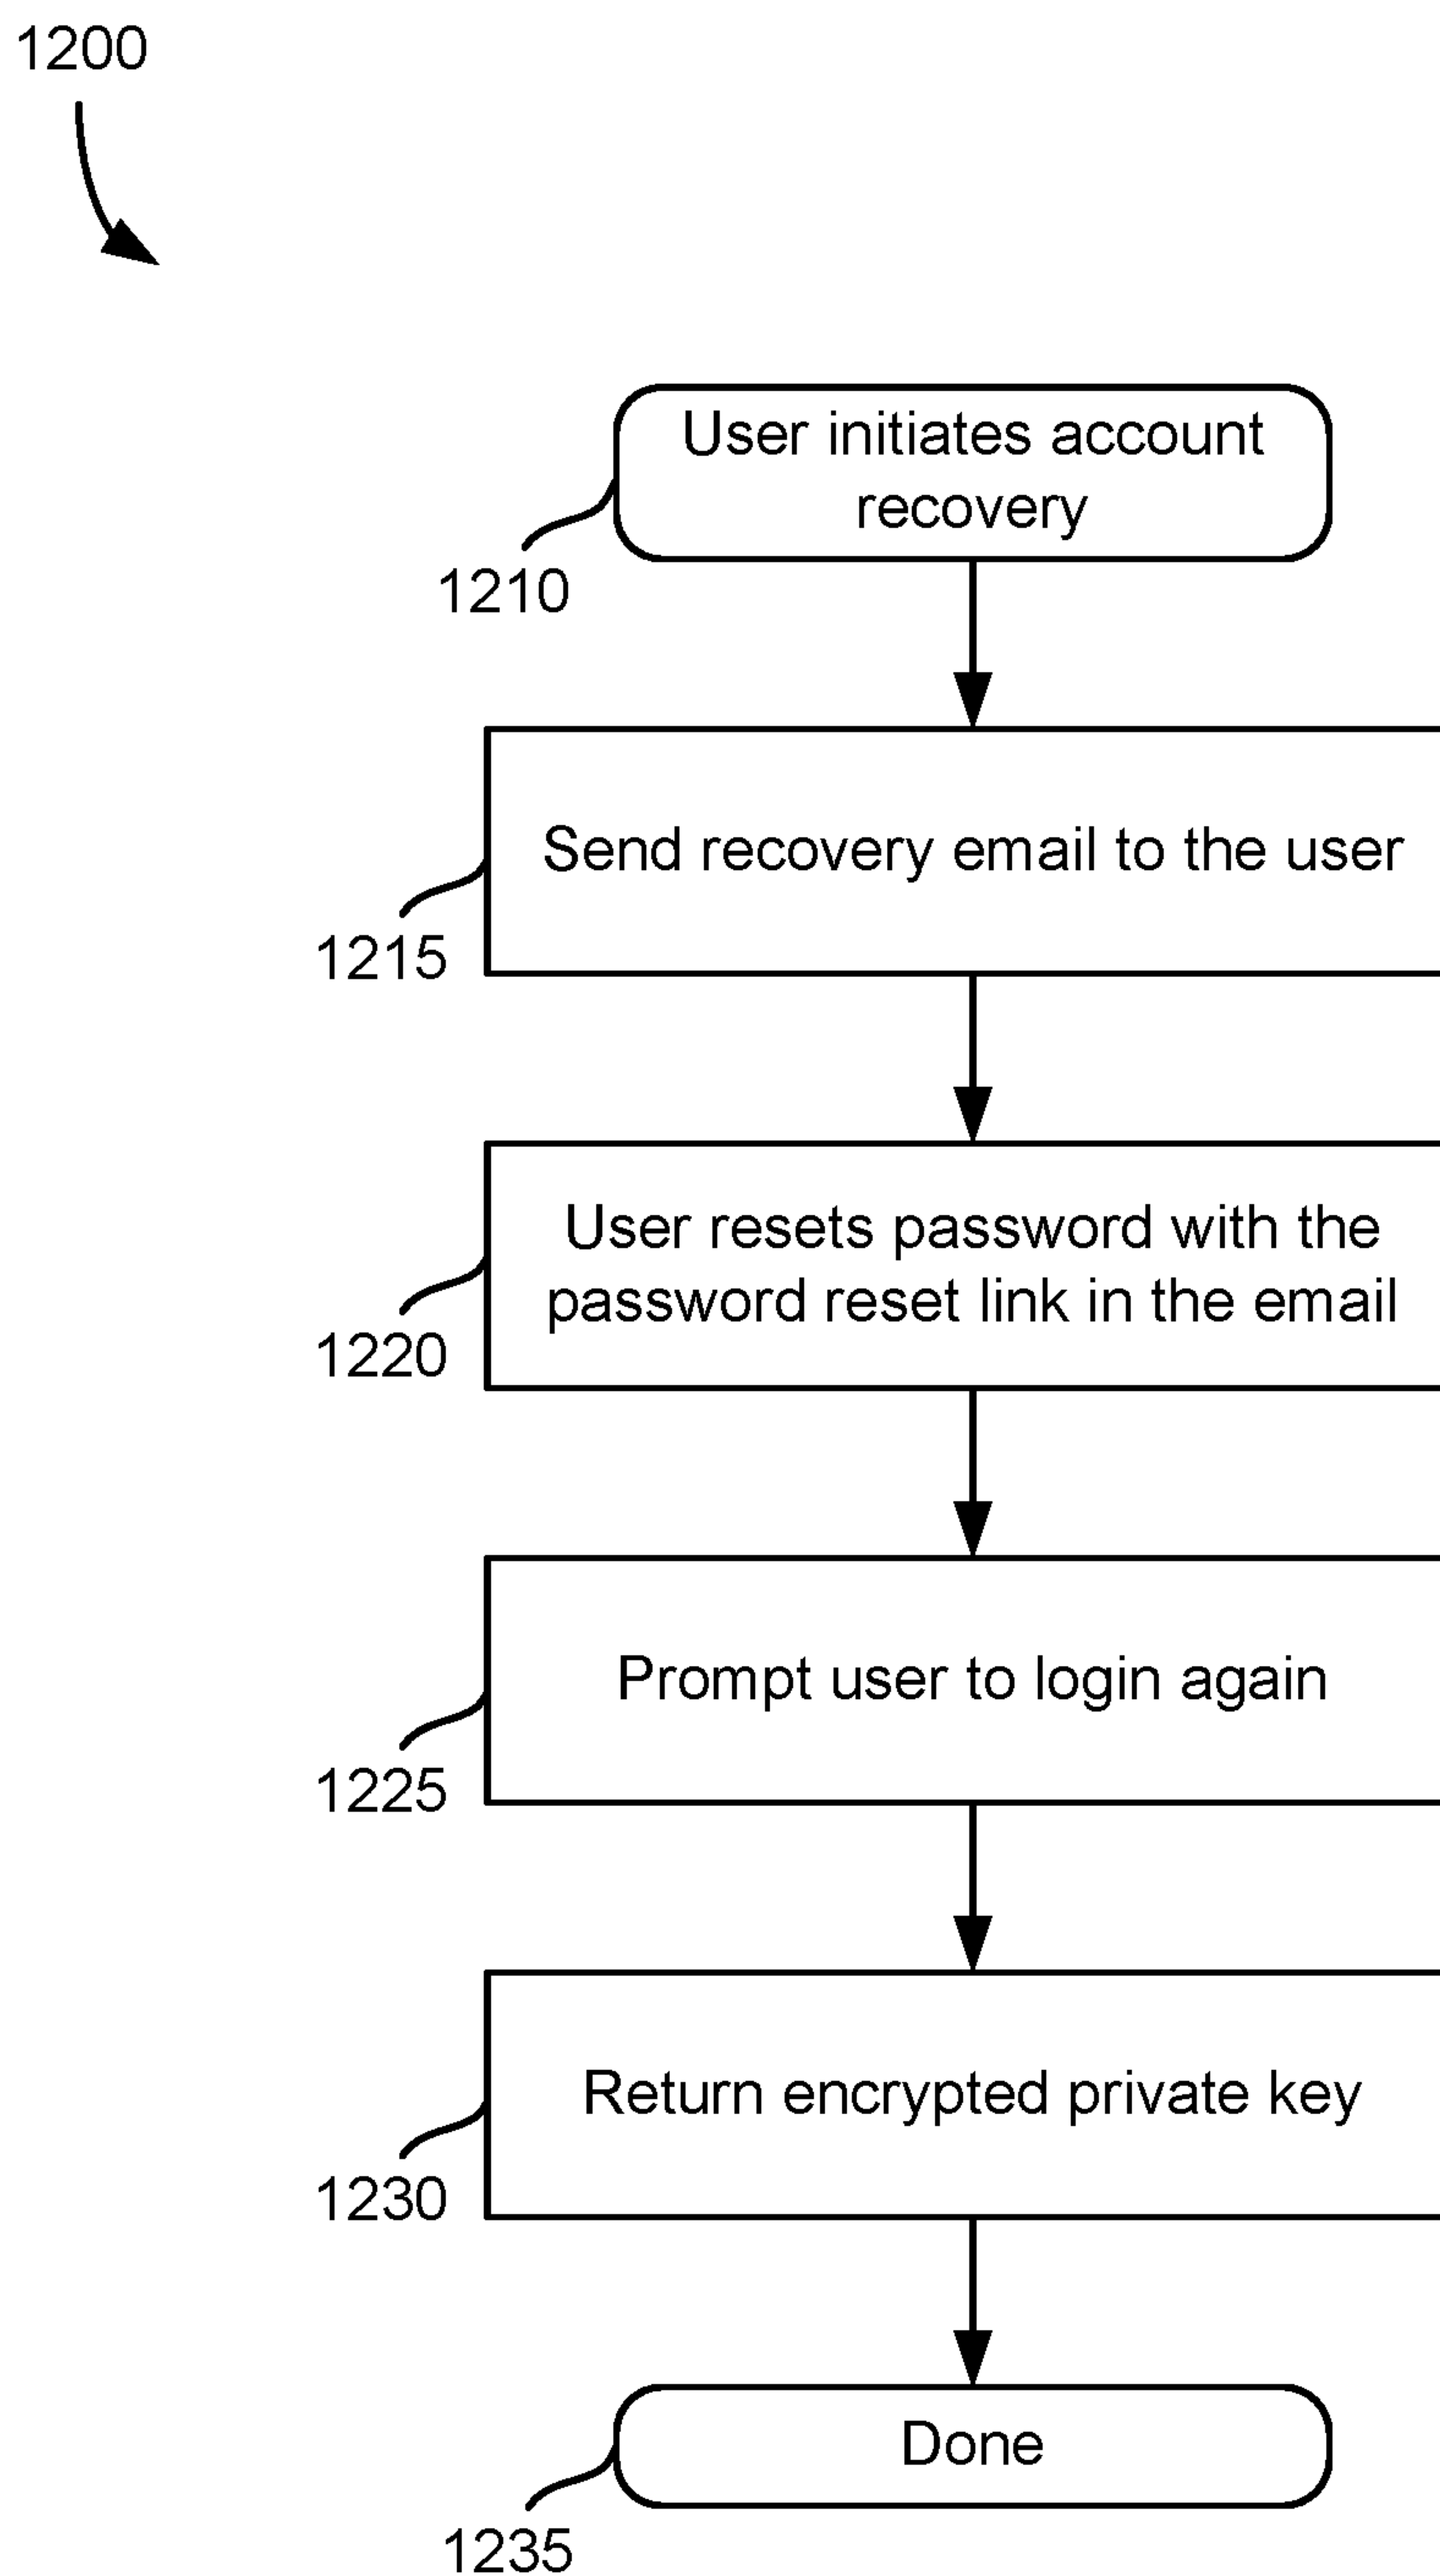 1200
User initiates account
recovery
1210
Send recovery email to the user
1215
User resets password with the
password reset link in the email
1220
Prompt user to login again
1225
Return encrypted private key
1230
Done
1235